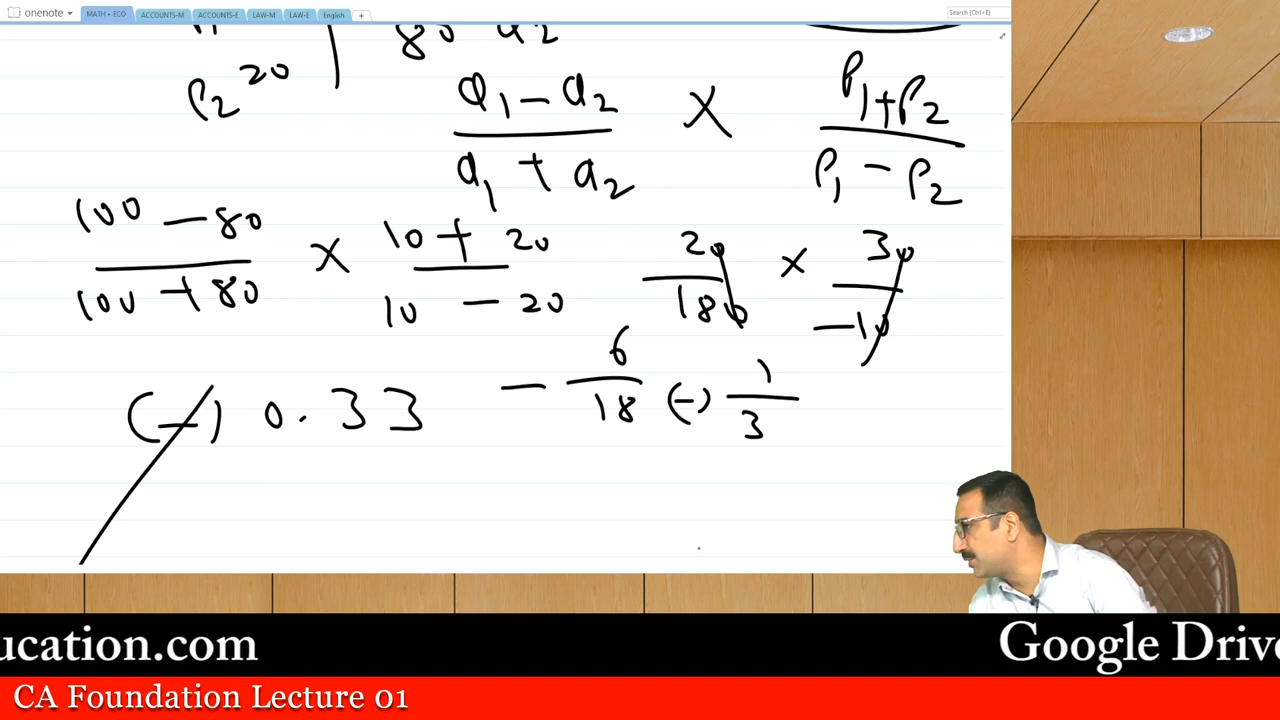 onenote MATH + ECO ACCOUNTS-M ACCOUNTS-E LAW-M LAW-E English + Search (Ctrl+E)
80 Q2
P2 20
Q1 - Q2 X P1+P2
Q1 + Q2 P1 - P2
100 - 80 X 10 + 20 20 X 30
100 + 80 10 - 20 180 -10
(-) 0.33 - 6 (-) 1
18 3
ucation.com Google Drive
CA Foundation Lecture 01